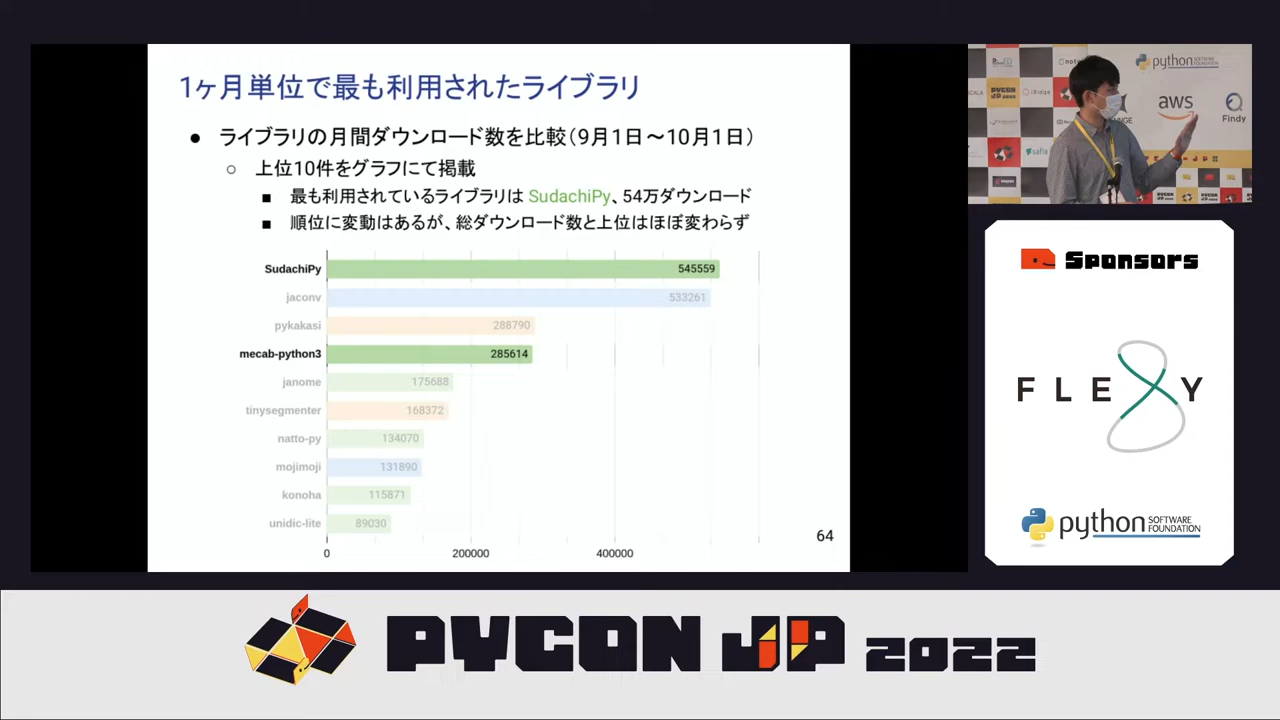 1ヶ月単位で最も利用されたライブラリ
● ライブラリの月間ダウンロード数を比較（9月1日～10月1日）
○ 上位10件をグラフにて掲載
■ 最も利用されているライブラリは SudachiPy、54万ダウンロード
■ 順位に変動はあるが、総ダウンロード数と上位はほぼ変わらず
SudachiPy 545559
jaconv 533261
pykakasi 288790
mecab-python3 285614
janome 175688
tinysegmenter 168372
natto-py 134070
mojimoji 131890
konoha 115871
unidic-lite 89030
0 200000 400000
64
python SOFTWARE FOUNDATION
aws
Findy
PYCON JP 2022
Sponsors
FLEXY
python SOFTWARE FOUNDATION
PYCON JP 2022